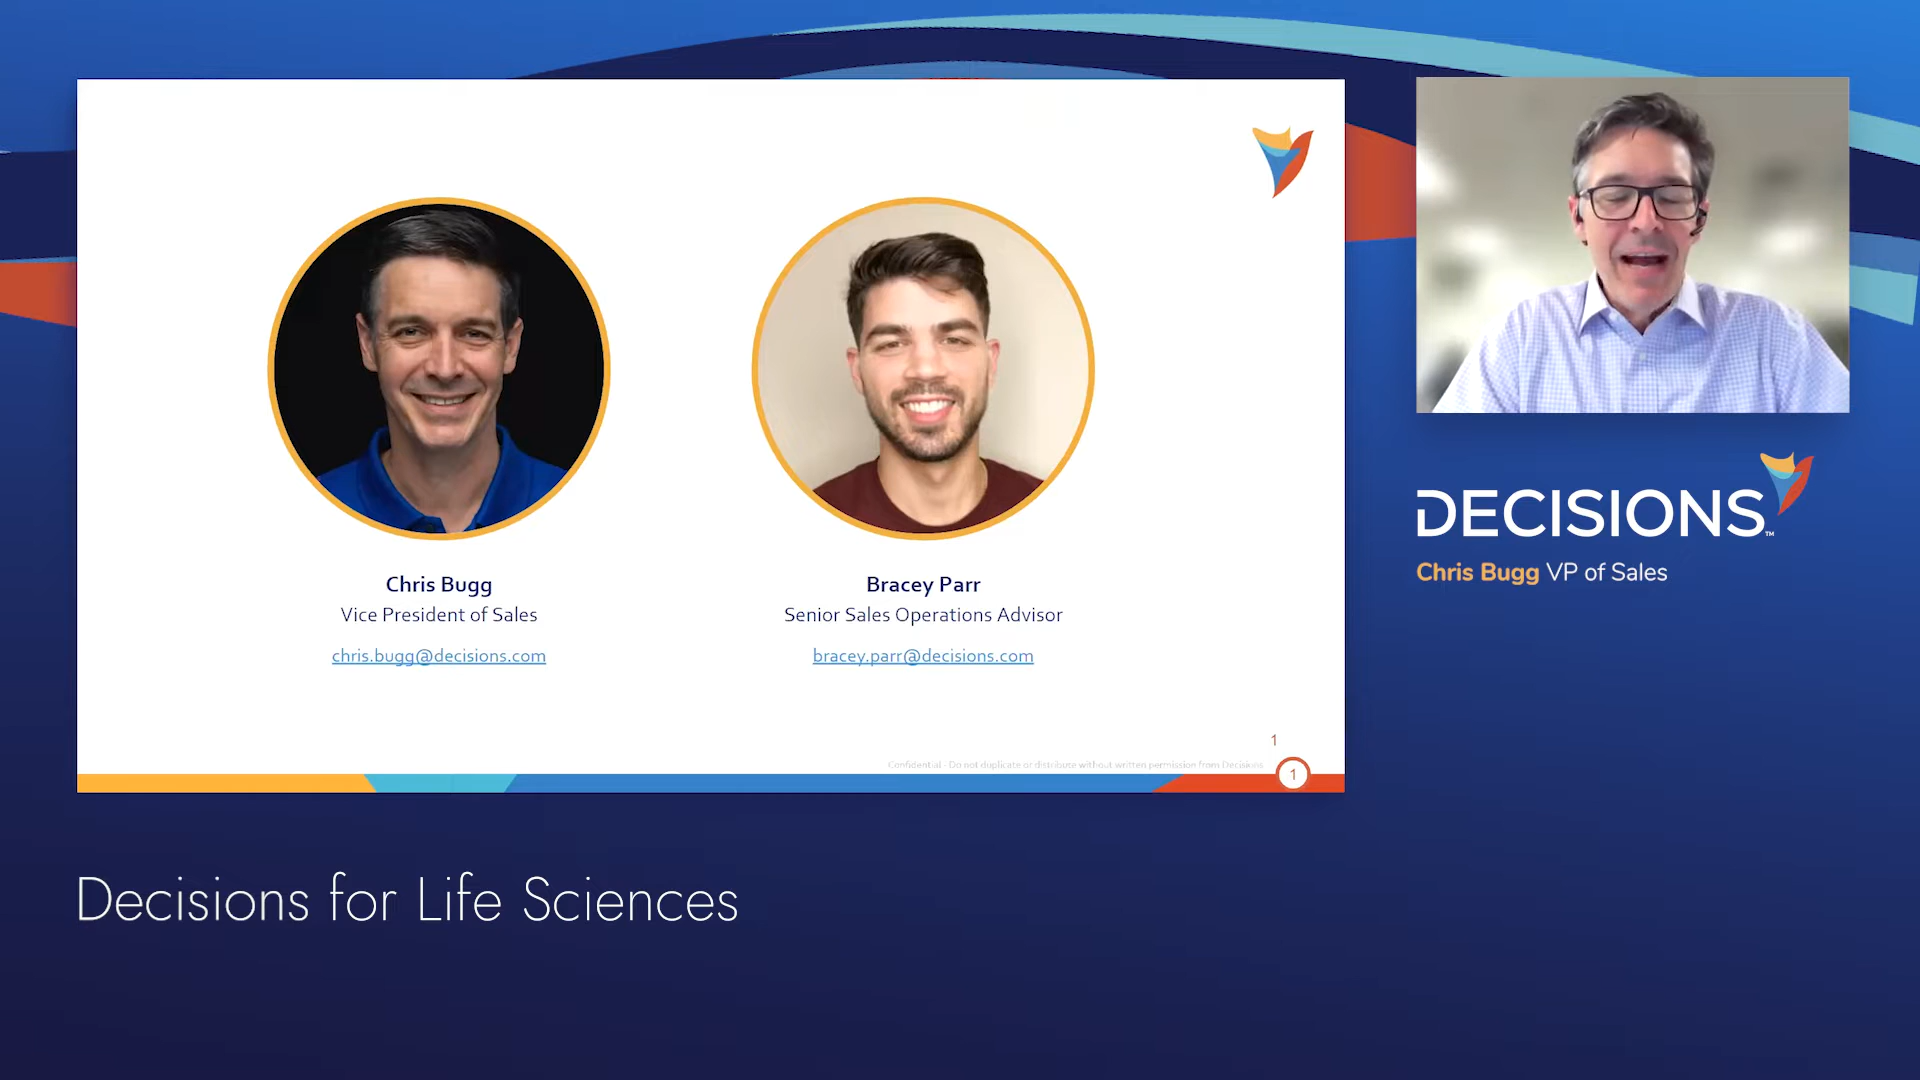 Chris Bugg
Vice President of Sales
chris.bugg@decisions.com
Bracey Parr
Senior Sales Operations Advisor
bracey.parr@decisions.com
1
Confidential - Do not duplicate or distribute without written permission from Decisions
1
DECISIONS™
Chris Bugg VP of Sales
Decisions for Life Sciences